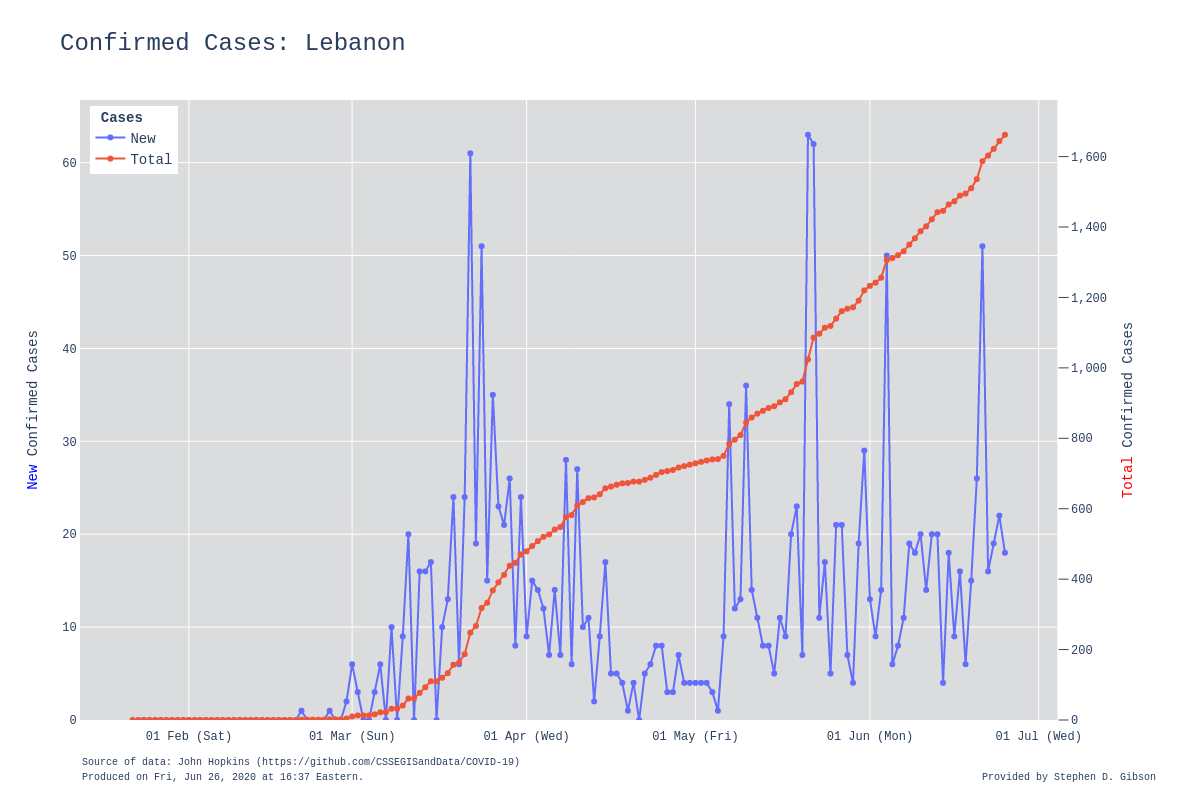 Confirmed Cases: Lebanon
Cases
New
Total
60
50
40
30
20
10
0
1,600
1,400
1,200
1,000
800
600
400
200
0
New Confirmed Cases
Total Confirmed Cases
01 Feb (Sat) 01 Mar (Sun) 01 Apr (Wed) 01 May (Fri) 01 Jun (Mon) 01 Jul (Wed)
Source of data: John Hopkins (https://github.com/CSSEGISandData/COVID-19)
Produced on Fri, Jun 26, 2020 at 16:37 Eastern.
Provided by Stephen D. Gibson